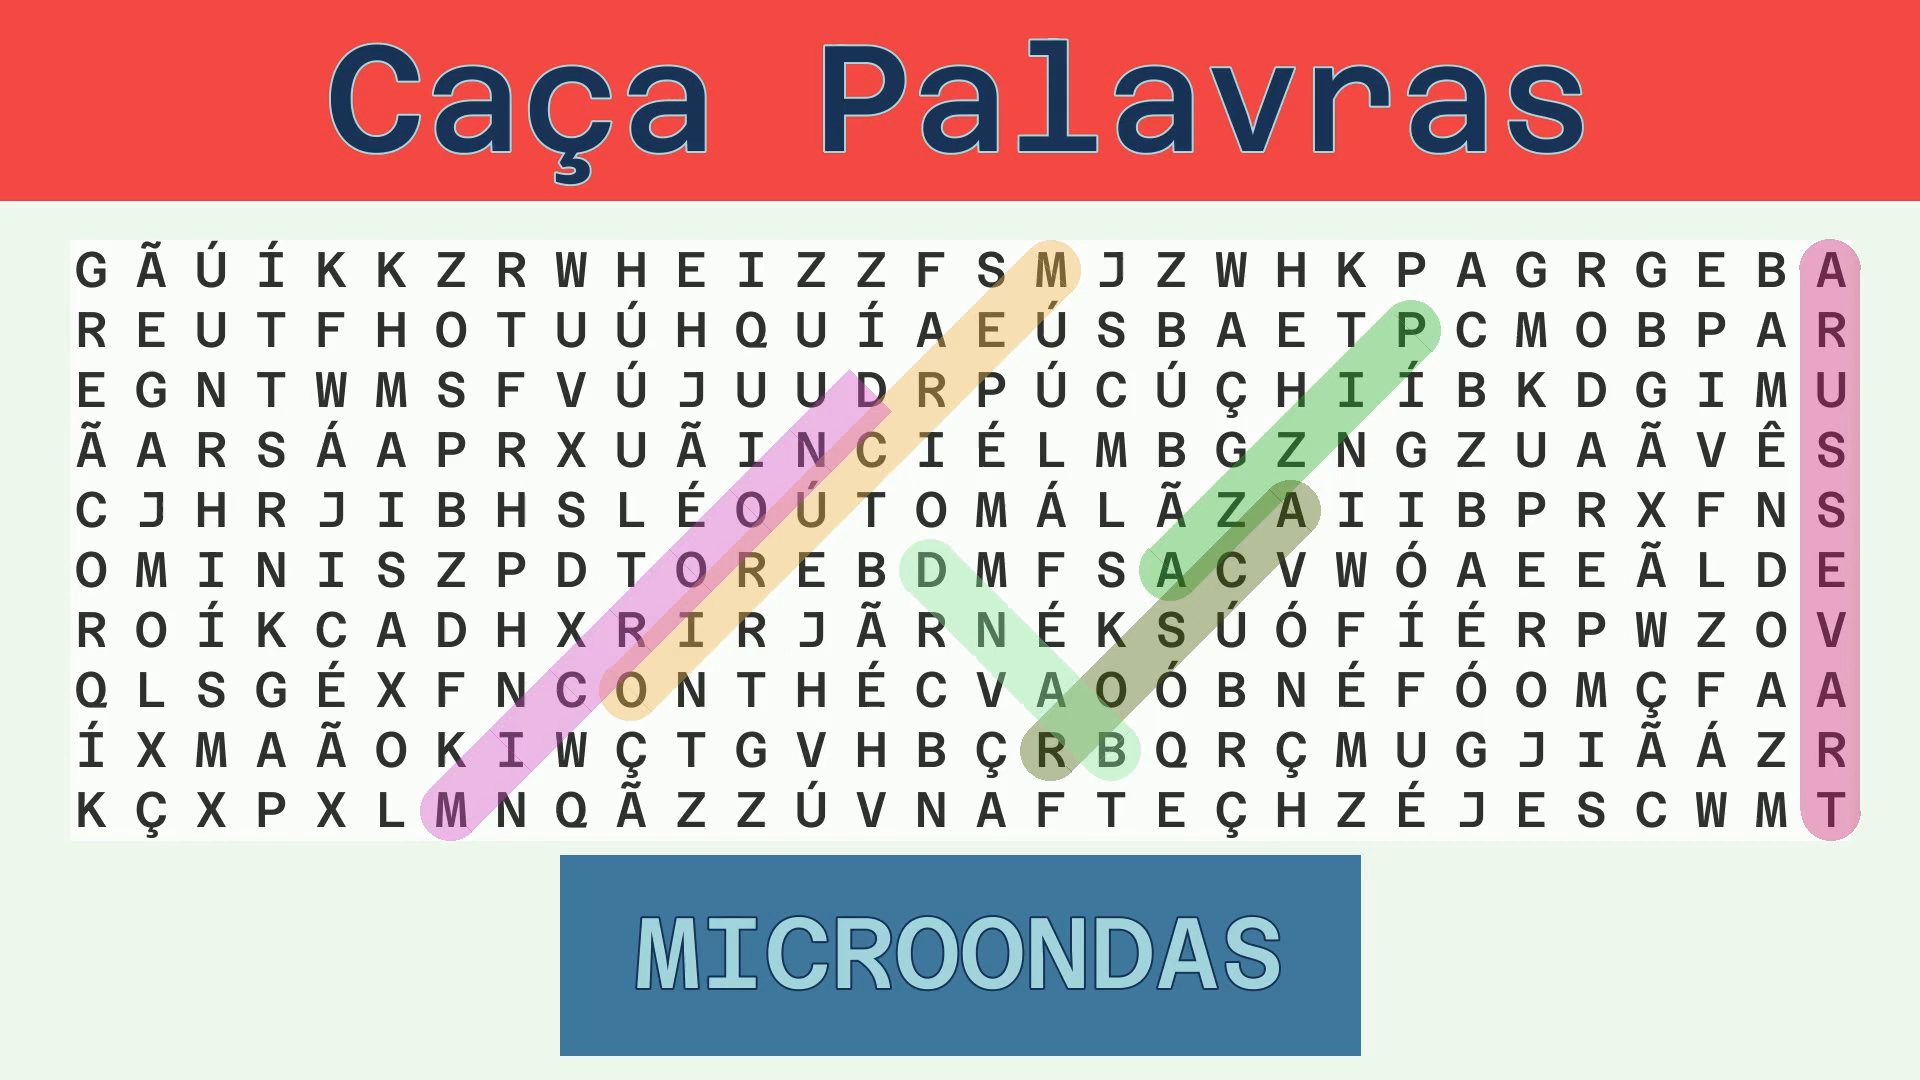 Caça Palavras
G Ã Ú Í K K Z R W H E I Z Z F S M J Z W H K P A G R G E B A
R E U T F H O T U Ú H Q U Í A E Ú S B A E T P C M O B P A R
E G N T W M S F V Ú J U U D R P Ú C Ú Ç H I Í B K D G I M U
Ã A R S Á A P R X U Ã I N C I É L M B G Z N G Z U A Ã V Ê S
C J H R J I B H S L É O Ú T O M Á L Ã Z A I I B P R X F N S
O M I N I S Z P D T O R E B D M F S A C V W Ó A E E Ã L D E
R O Í K C A D H X R I R J Ã R N É K S Ú Ó F Í É R P W Z O V
Q L S G É X F N C O N T H É C V A O Ó B N É F Ó O M Ç F A A
Í X M A Ã O K I W Ç T G V H B Ç R B Q R Ç M U G J I Ã Á Z R
K Ç X P X L M N Q Ã Z Z Ú V N A F T E Ç H Z É J E S C W M T
MICROONDAS